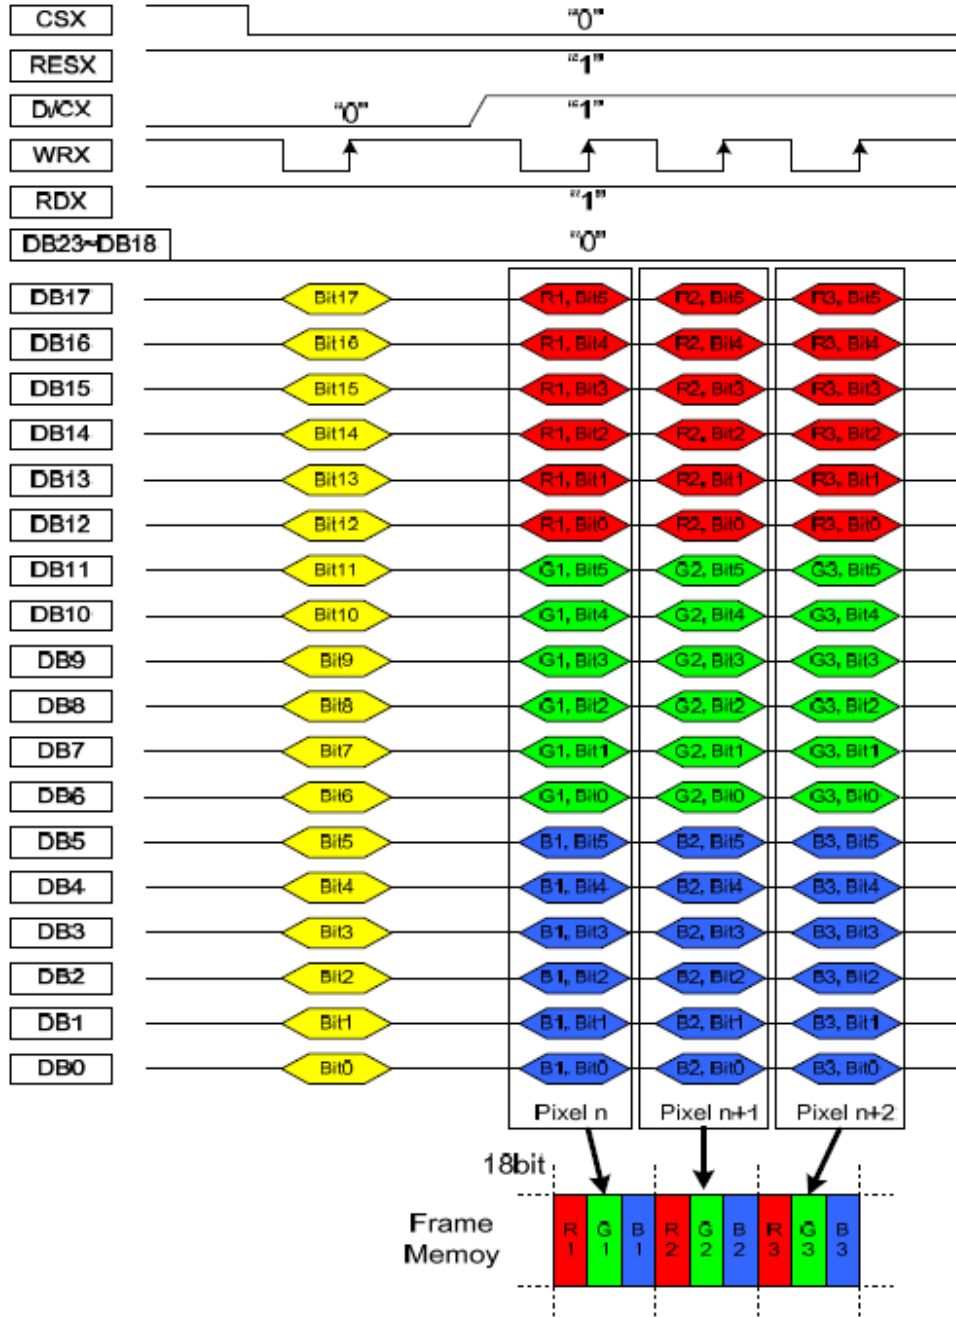 CSX "0"
RESX "1"
D/CX "0" "1"
WRX
RDX "1"
DB23~DB18 "0"
DB17 Bit17 R1, Bit5 R2, Bit5 R3, Bit5
DB16 Bit16 R1, Bit4 R2, Bit4 R3, Bit4
DB15 Bit15 R1, Bit3 R2, Bit3 R3, Bit3
DB14 Bit14 R1, Bit2 R2, Bit2 R3, Bit2
DB13 Bit13 R1, Bit1 R2, Bit1 R3, Bit1
DB12 Bit12 R1, Bit0 R2, Bit0 R3, Bit0
DB11 Bit11 G1, Bit5 G2, Bit5 G3, Bit5
DB10 Bit10 G1, Bit4 G2, Bit4 G3, Bit4
DB9 Bit9 G1, Bit3 G2, Bit3 G3, Bit3
DB8 Bit8 G1, Bit2 G2, Bit2 G3, Bit2
DB7 Bit7 G1, Bit1 G2, Bit1 G3, Bit1
DB6 Bit6 G1, Bit0 G2, Bit0 G3, Bit0
DB5 Bit5 B1, Bit5 B2, Bit5 B3, Bit5
DB4 Bit4 B1, Bit4 B2, Bit4 B3, Bit4
DB3 Bit3 B1, Bit3 B2, Bit3 B3, Bit3
DB2 Bit2 B1, Bit2 B2, Bit2 B3, Bit2
DB1 Bit1 B1, Bit1 B2, Bit1 B3, Bit1
DB0 Bit0 B1, Bit0 B2, Bit0 B3, Bit0
Pixel n Pixel n+1 Pixel n+2
18bit
Frame
Memoy
R G B R G B R G B
1 1 1 2 2 2 3 3 3